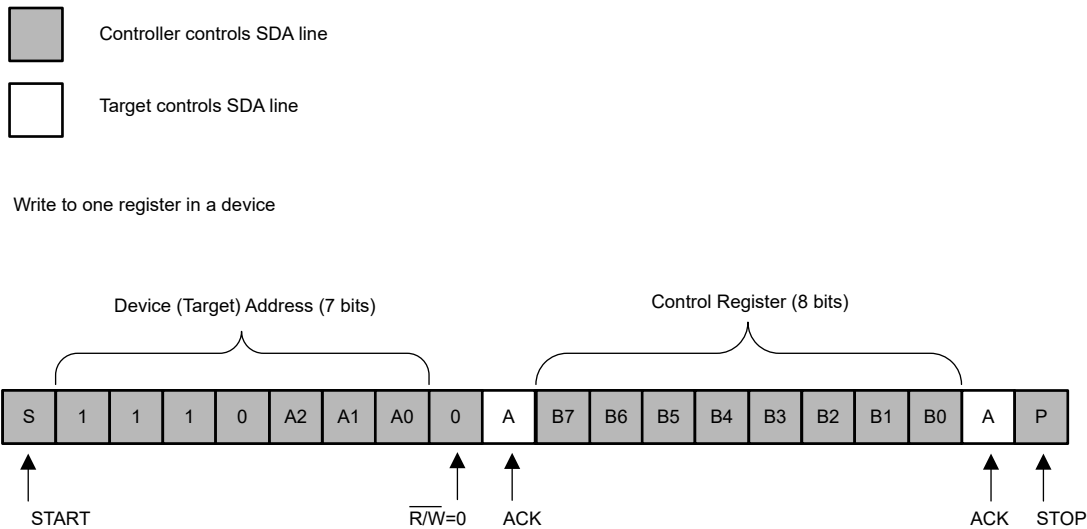 Controller controls SDA line
Target controls SDA line
Write to one register in a device
Device (Target) Address (7 bits)
Control Register (8 bits)
S 1 1 1 0 A2 A1 A0 0 A B7 B6 B5 B4 B3 B2 B1 B0 A P
START R/W=0 ACK ACK STOP